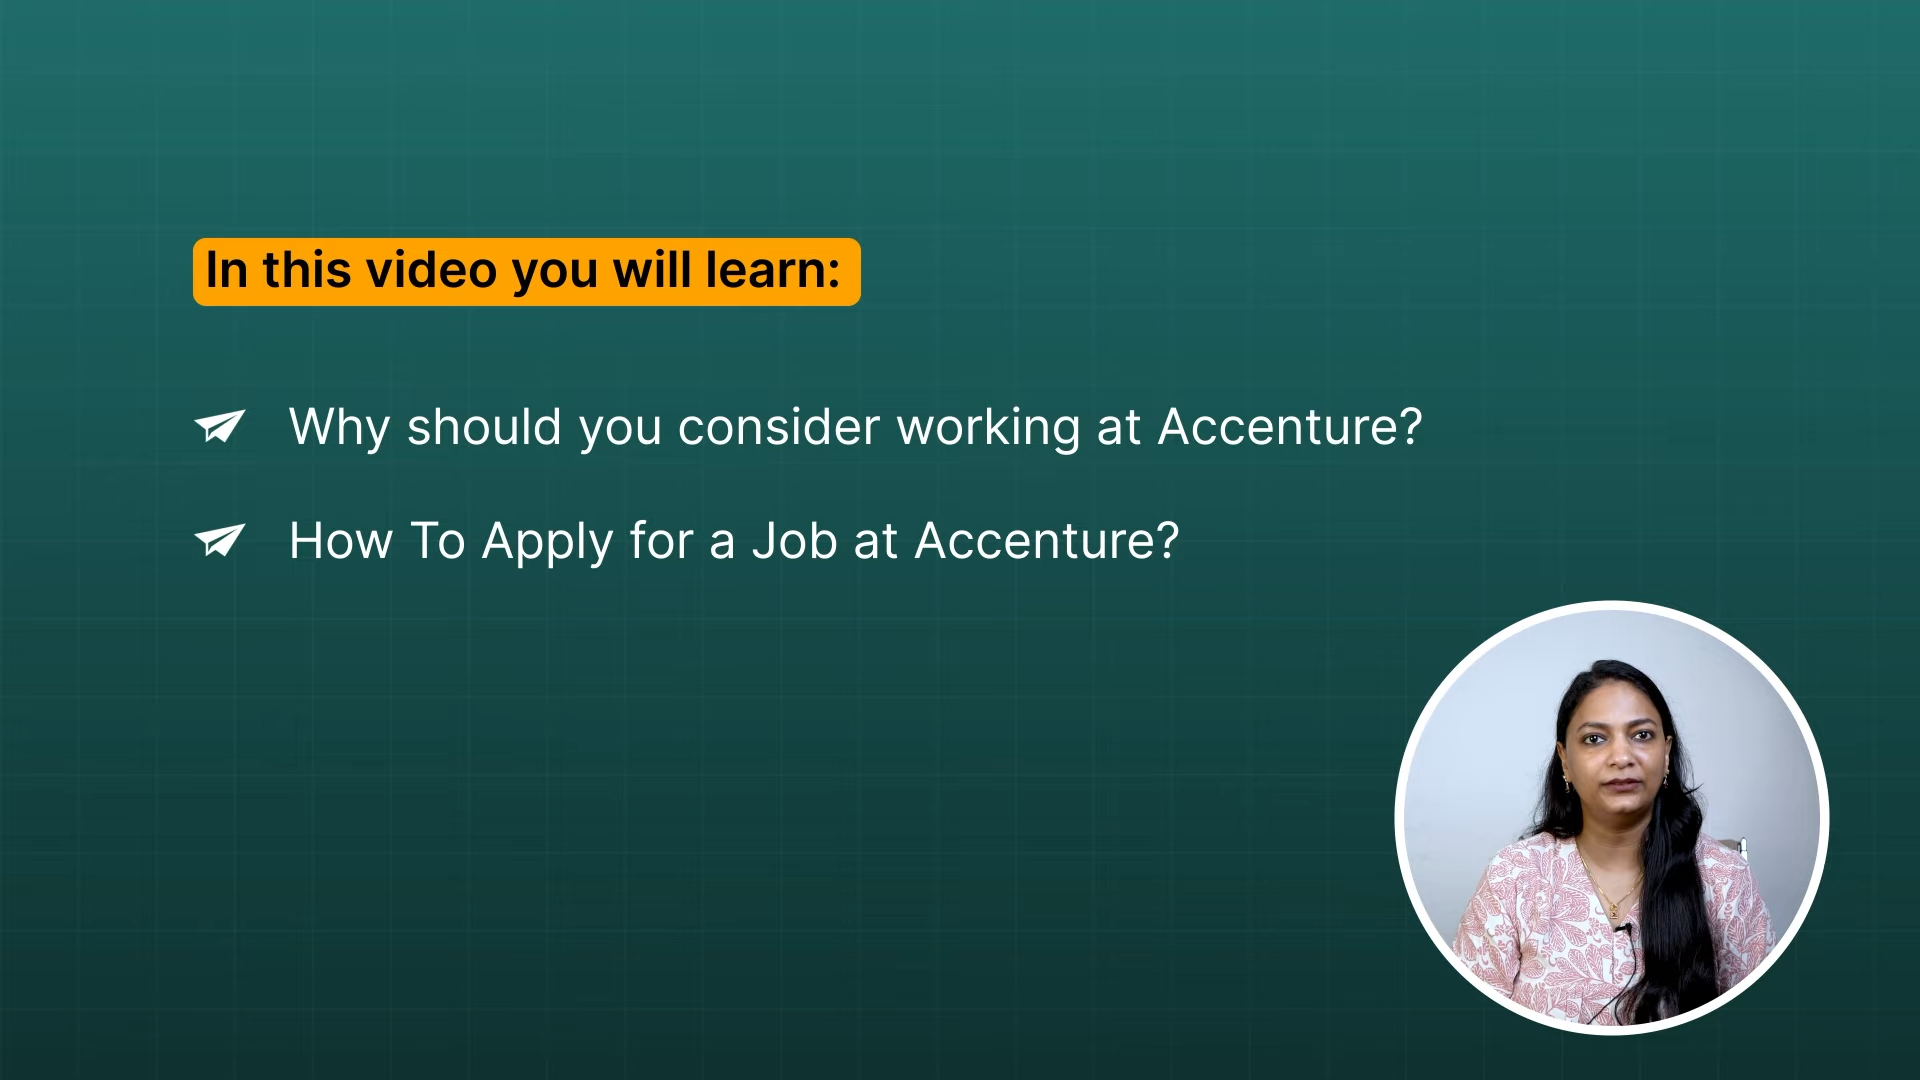 In this video you will learn:
Why should you consider working at Accenture?
How To Apply for a Job at Accenture?